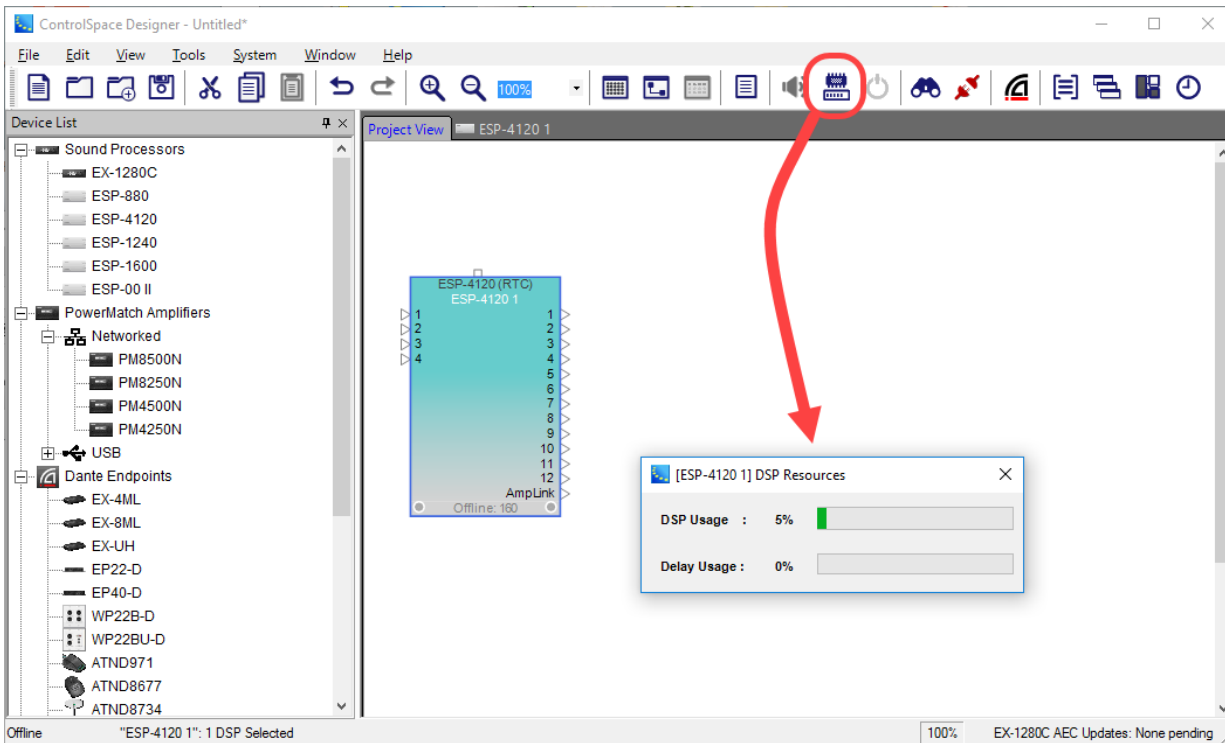 ControlSpace Designer - Untitled*
File Edit View Tools System Window Help
100%
Device List
Project View
ESP-4120 1
Sound Processors
EX-1280C
ESP-880
ESP-4120
ESP-1240
ESP-1600
ESP-00 II
PowerMatch Amplifiers
Networked
PM8500N
PM8250N
PM4500N
PM4250N
USB
Dante Endpoints
EX-4ML
EX-8ML
EX-UH
EP22-D
EP40-D
WP22B-D
WP22BU-D
ATND971
ATND8677
ATND8734
ESP-4120 (RTC)
ESP-4120 1
1 1
2 2
3 3
4 4
5
6
7
8
9
10
11
12
AmpLink
Offline: 160
[ESP-4120 1] DSP Resources
DSP Usage : 5%
Delay Usage : 0%
Offline "ESP-4120 1": 1 DSP Selected 100% EX-1280C AEC Updates: None pending